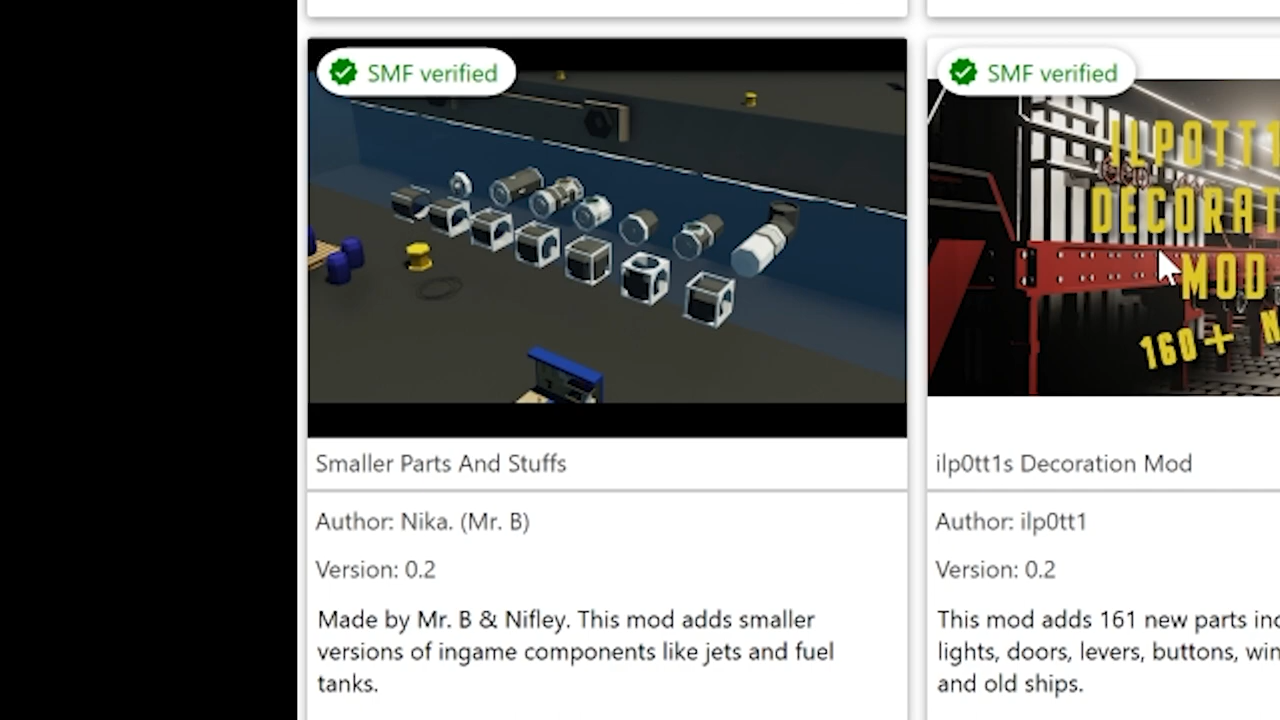 SMF verified
Smaller Parts And Stuffs
Author: Nika. (Mr. B)
Version: 0.2
Made by Mr. B & Nifley. This mod adds smaller
versions of ingame components like jets and fuel
tanks.
SMF verified
ILPOTT1
DECORAT
MOD
160+ N
ilp0tt1s Decoration Mod
Author: ilp0tt1
Version: 0.2
This mod adds 161 new parts inc
lights, doors, levers, buttons, win
and old ships.